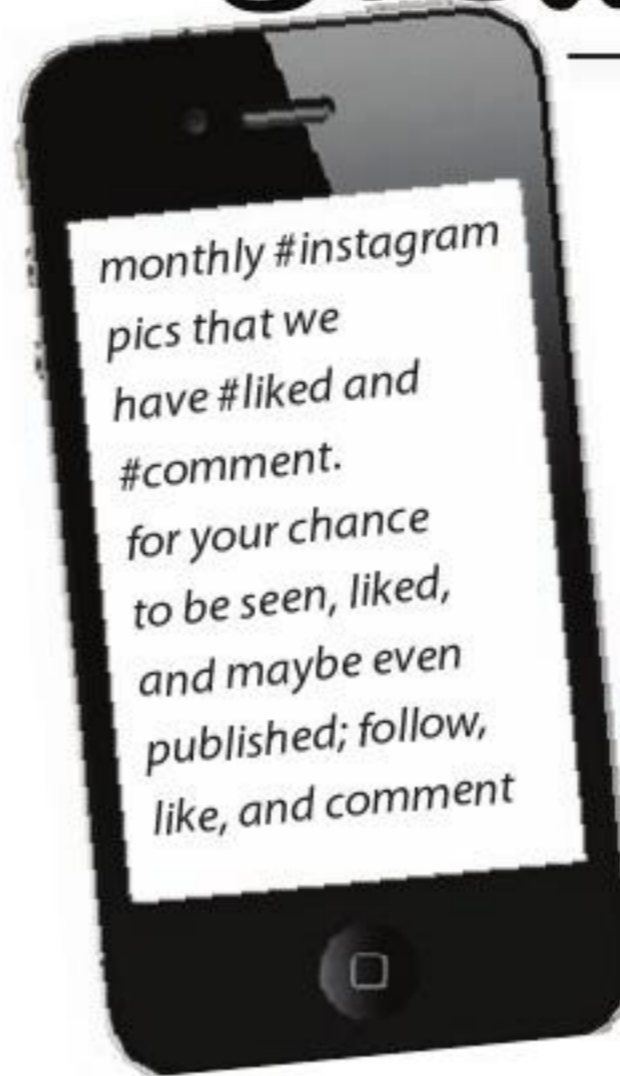 monthly #instagram
pics that we
have #liked and
#comment.
for your chance
to be seen, liked,
and maybe even
published; follow,
like, and comment